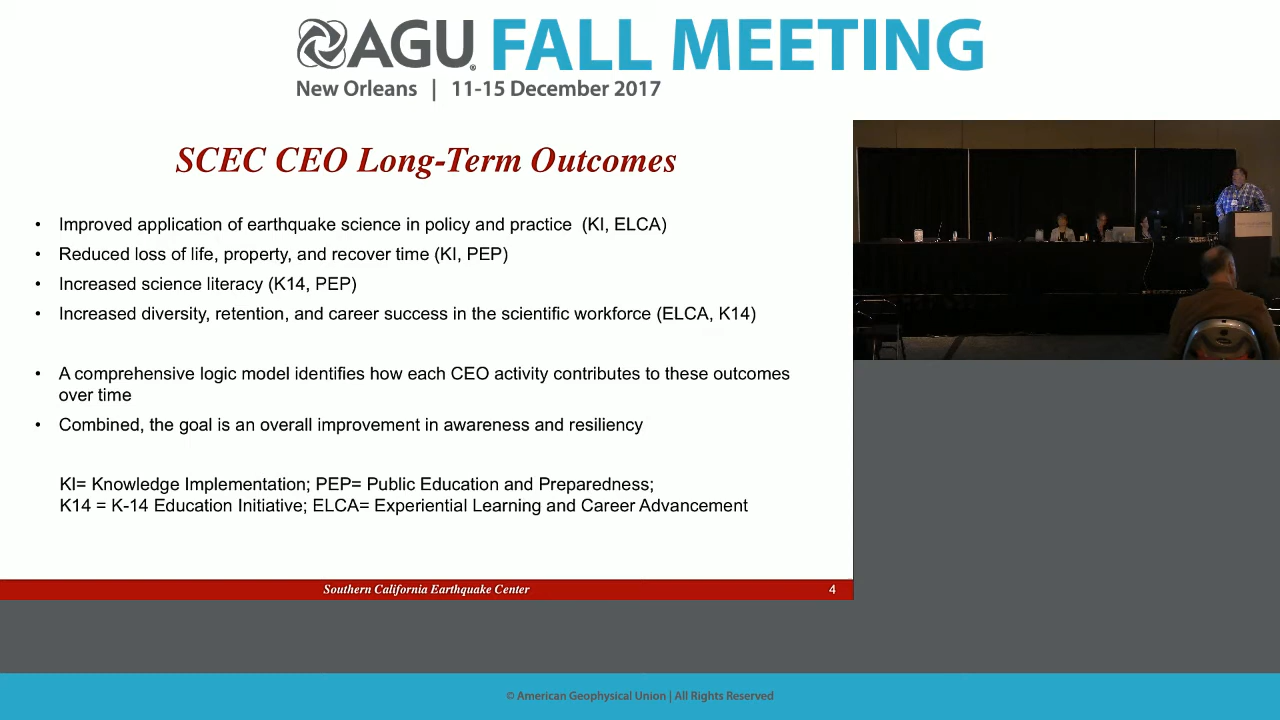 AGU FALL MEETING
New Orleans | 11-15 December 2017
SCEC CEO Long-Term Outcomes
• Improved application of earthquake science in policy and practice (KI, ELCA)
• Reduced loss of life, property, and recover time (KI, PEP)
• Increased science literacy (K14, PEP)
• Increased diversity, retention, and career success in the scientific workforce (ELCA, K14)
• A comprehensive logic model identifies how each CEO activity contributes to these outcomes
over time
• Combined, the goal is an overall improvement in awareness and resiliency
KI= Knowledge Implementation; PEP= Public Education and Preparedness;
K14 = K-14 Education Initiative; ELCA= Experiential Learning and Career Advancement
Southern California Earthquake Center 4
© American Geophysical Union | All Rights Reserved